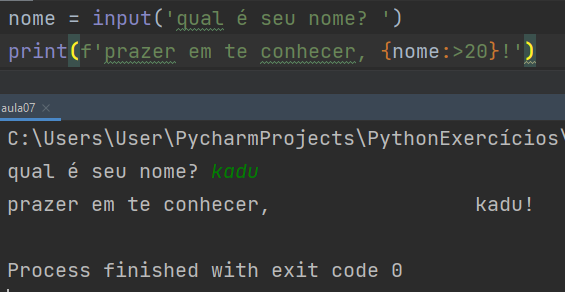 nome = input('qual é seu nome? ')
print(f'prazer em te conhecer, {nome:>20}!')
aula07 ×
C:\Users\User\PycharmProjects\PythonExercícios\
qual é seu nome? kadu
prazer em te conhecer,                 kadu!
Process finished with exit code 0